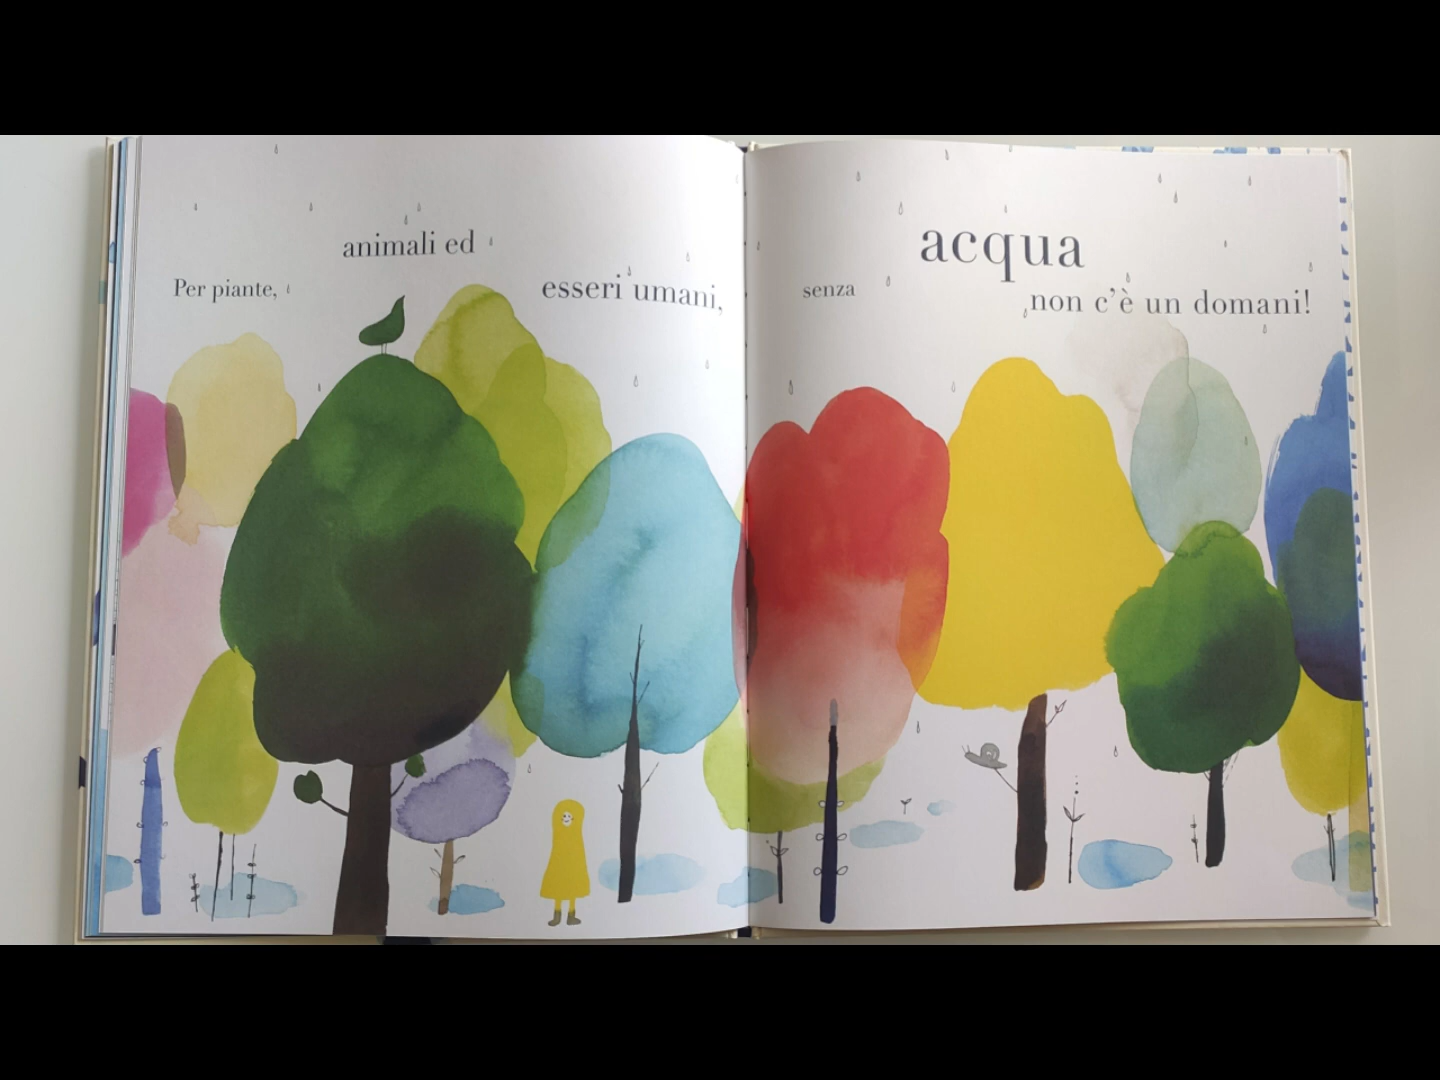 Per piante,
animali ed
esseri umani,
senza
acqua
non c'è un domani!